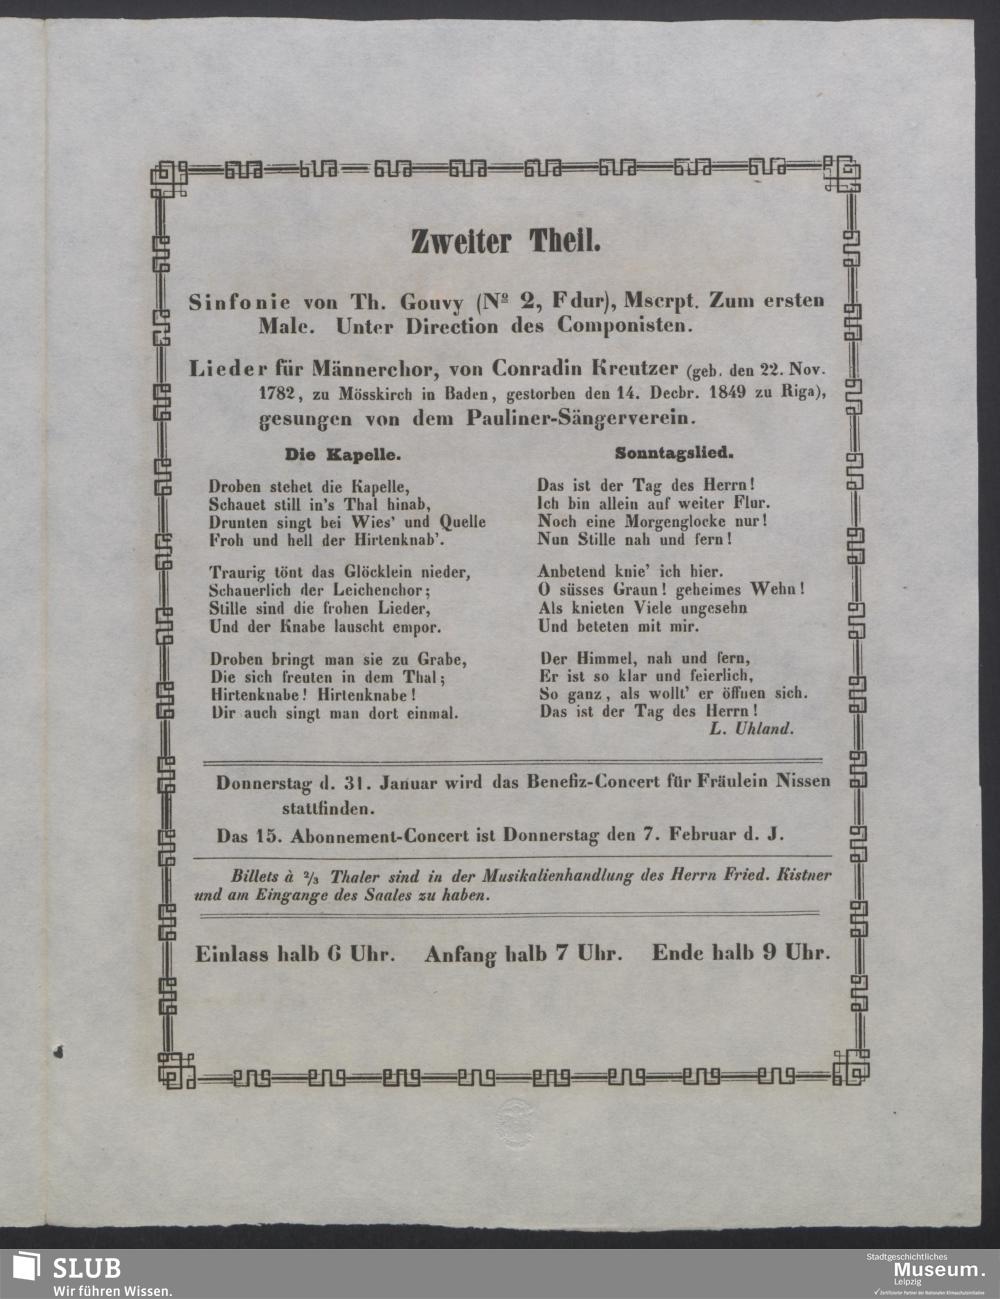 Zweiter Theil.
Sinfonie von Th. Gouvy (Nº 2, F dur), Mscrpt. Zum ersten
Male. Unter Direction des Componisten.
Lieder für Männerchor, von Conradin Kreutzer (geb. den 22. Nov.
1782, zu Mösskirch in Baden, gestorben den 14. Decbr. 1849 zu Riga),
gesungen von dem Pauliner-Sängerverein.
Die Kapelle.
Droben stehet die Kapelle,
Schauet still in's Thal hinab,
Drunten singt bei Wies' und Quelle
Froh und hell der Hirtenknab'.
Traurig tönt das Glöcklein nieder,
Schauerlich der Leichenchor;
Stille sind die frohen Lieder,
Und der Knabe lauscht empor.
Droben bringt man sie zu Grabe,
Die sich freuten in dem Thal;
Hirtenknabe! Hirtenknabe!
Dir auch singt man dort einmal.
Sonntagslied.
Das ist der Tag des Herrn!
Ich bin allein auf weiter Flur.
Noch eine Morgenglocke nur!
Nun Stille nah und fern!
Anbetend knie' ich hier.
O süsses Graun! geheimes Wehn!
Als knieten Viele ungesehn
Und beteten mit mir.
Der Himmel, nah und fern,
Er ist so klar und feierlich,
So ganz, als wollt' er öffnen sich.
Das ist der Tag des Herrn!
L. Uhland.
Donnerstag d. 31. Januar wird das Benefiz-Concert für Fräulein Nissen
stattfinden.
Das 15. Abonnement-Concert ist Donnerstag den 7. Februar d. J.
Billets à 2/3 Thaler sind in der Musikalienhandlung des Herrn Fried. Kistner
und am Eingange des Saales zu haben.
Einlass halb 6 Uhr. Anfang halb 7 Uhr. Ende halb 9 Uhr.
SLUB
Wir führen Wissen.
Stadtgeschichtliches
Museum.
Leipzig
Zertifizierter Partner der Nationalen Klimaschutzinitiative